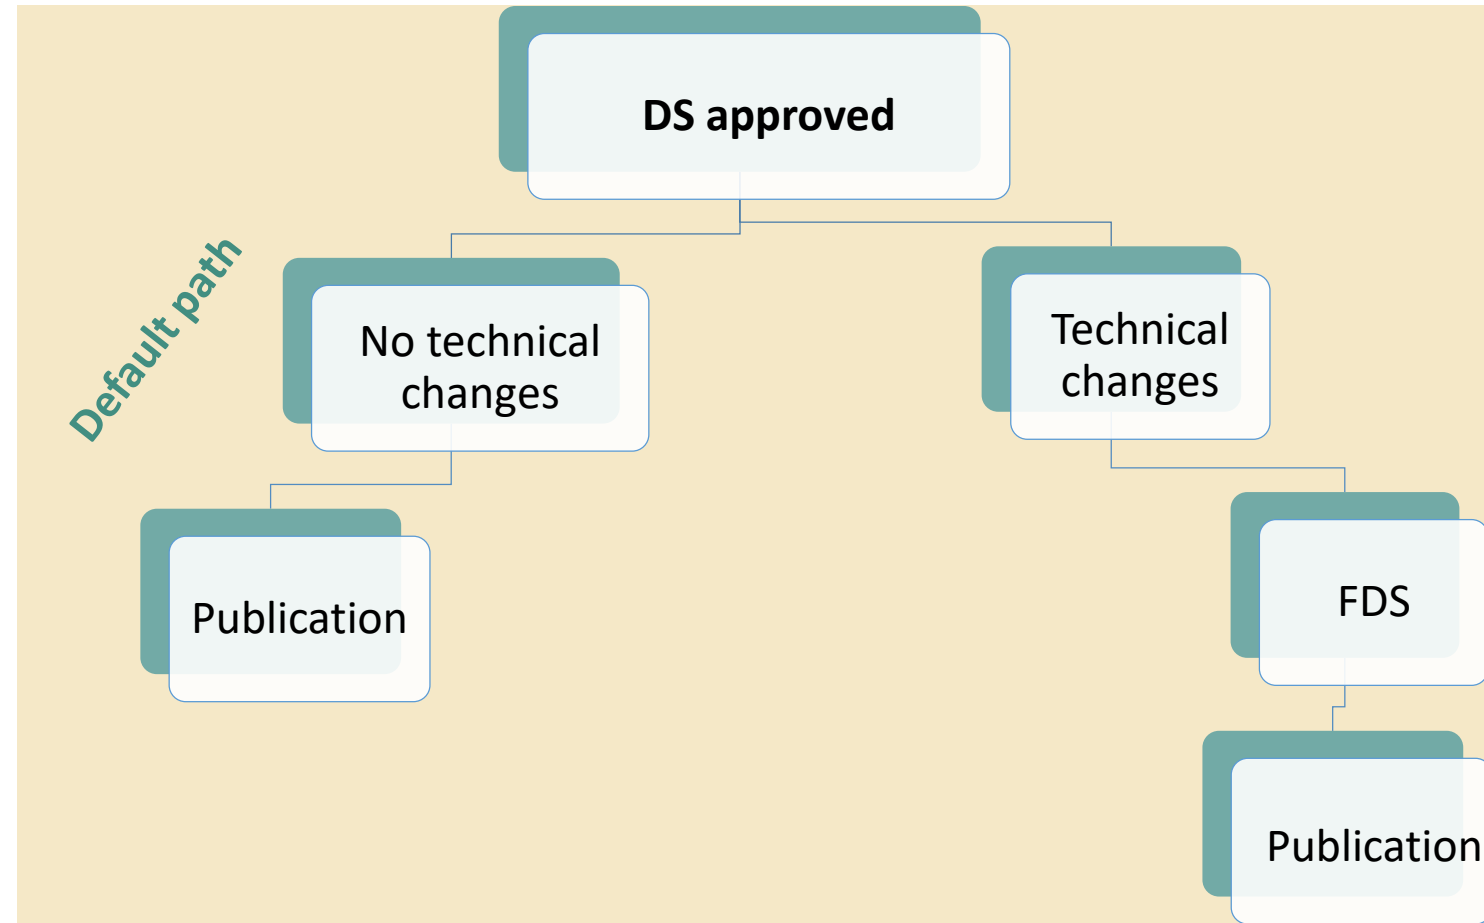 DS approved
Default path
No technical
changes
Technical
changes
Publication
FDS
Publication